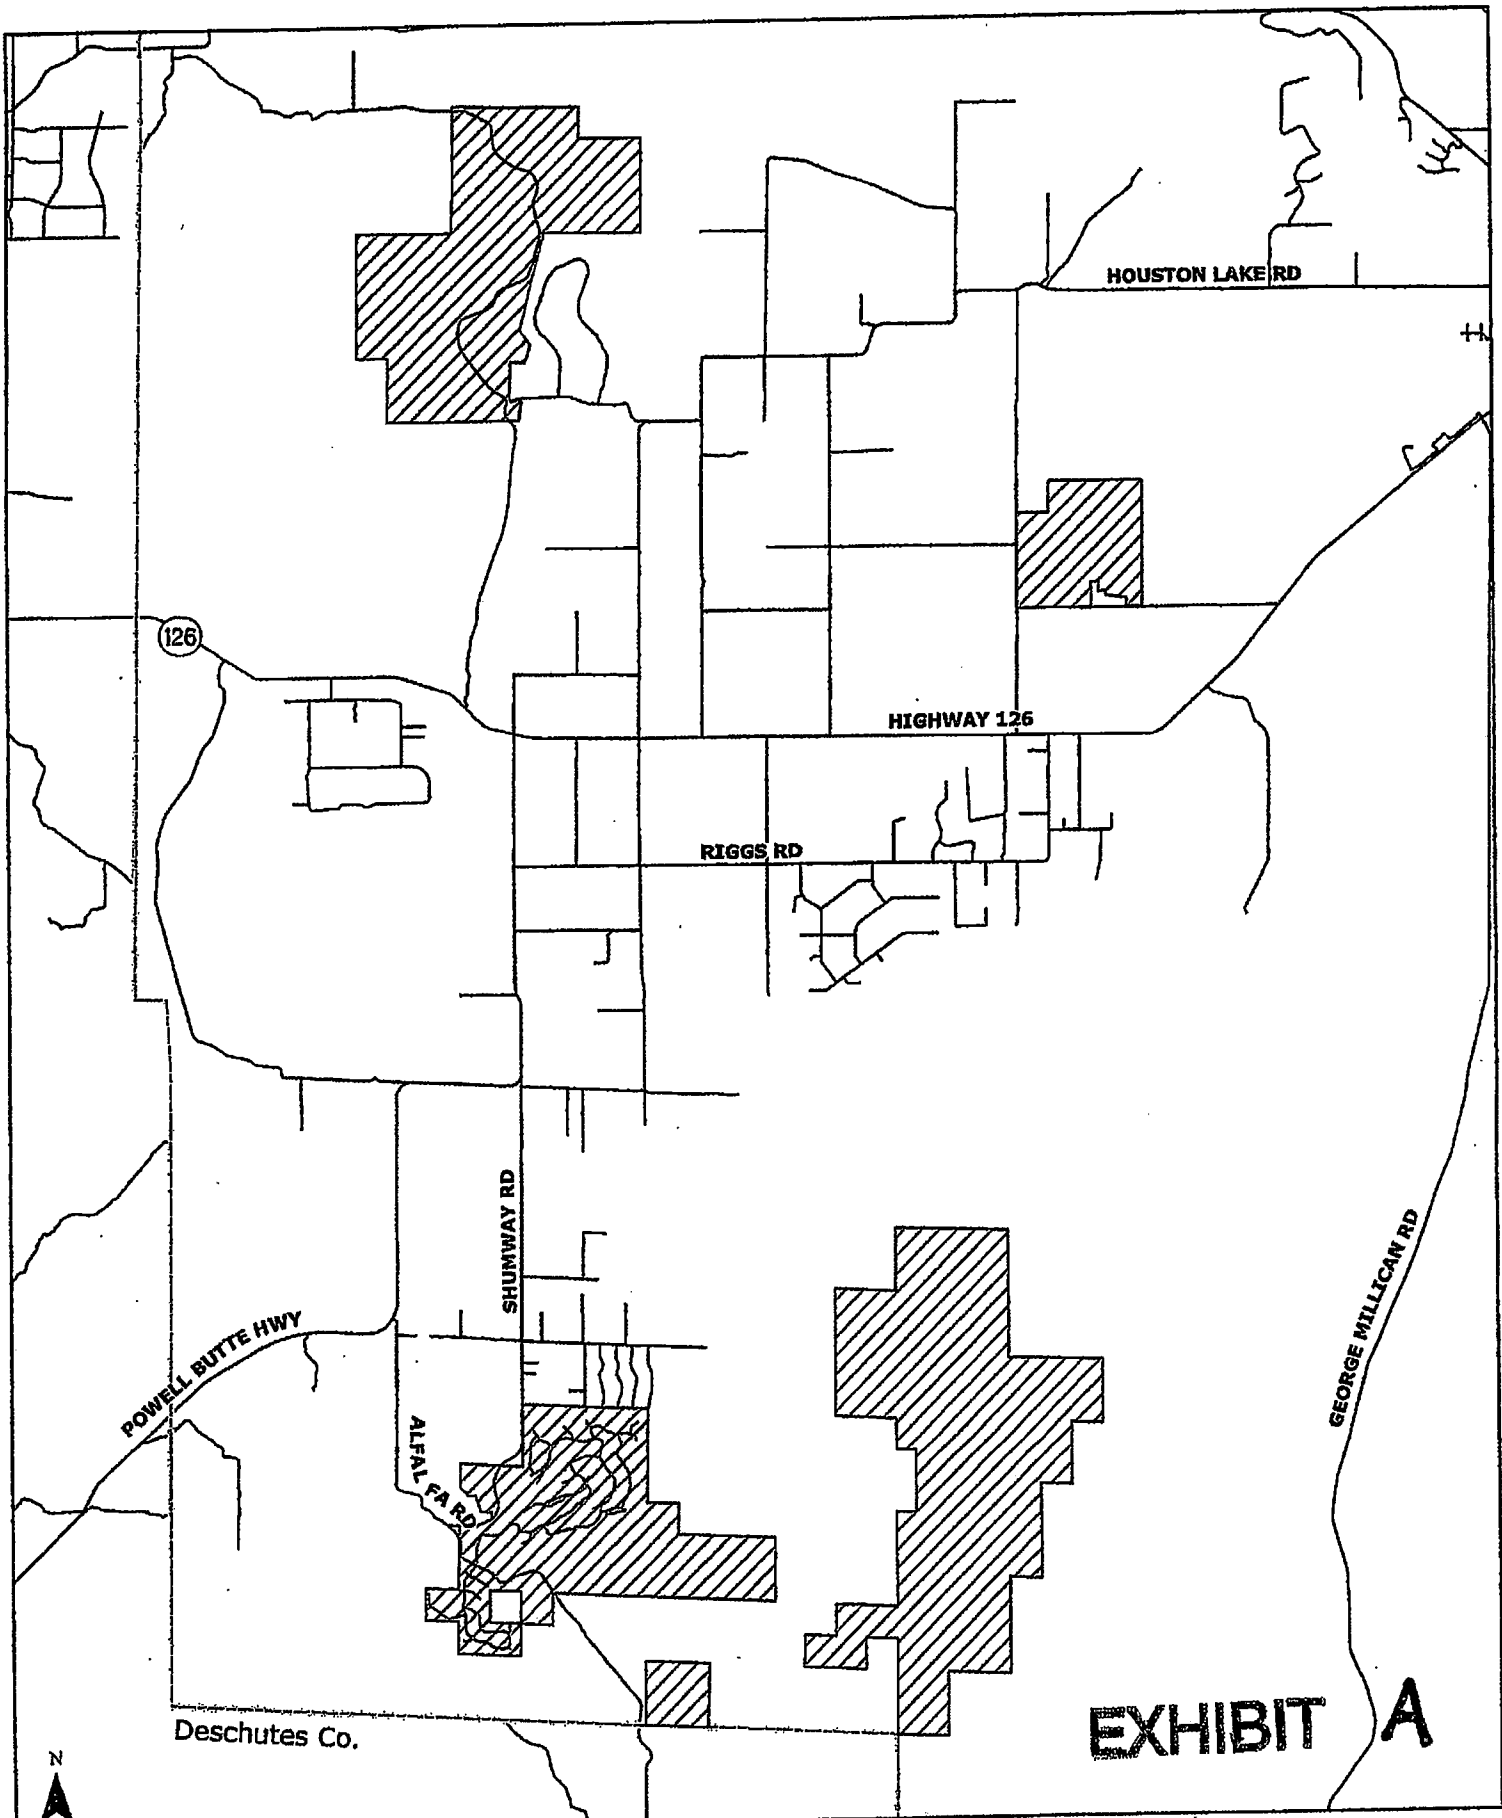 HOUSTON LAKE RD
126
HIGHWAY 126
RIGGS RD
SHUMWAY RD
POWELL BUTTE HWY
GEORGE MILLICAN RD
ALFALFA RD
Deschutes Co.
EXHIBIT A
N